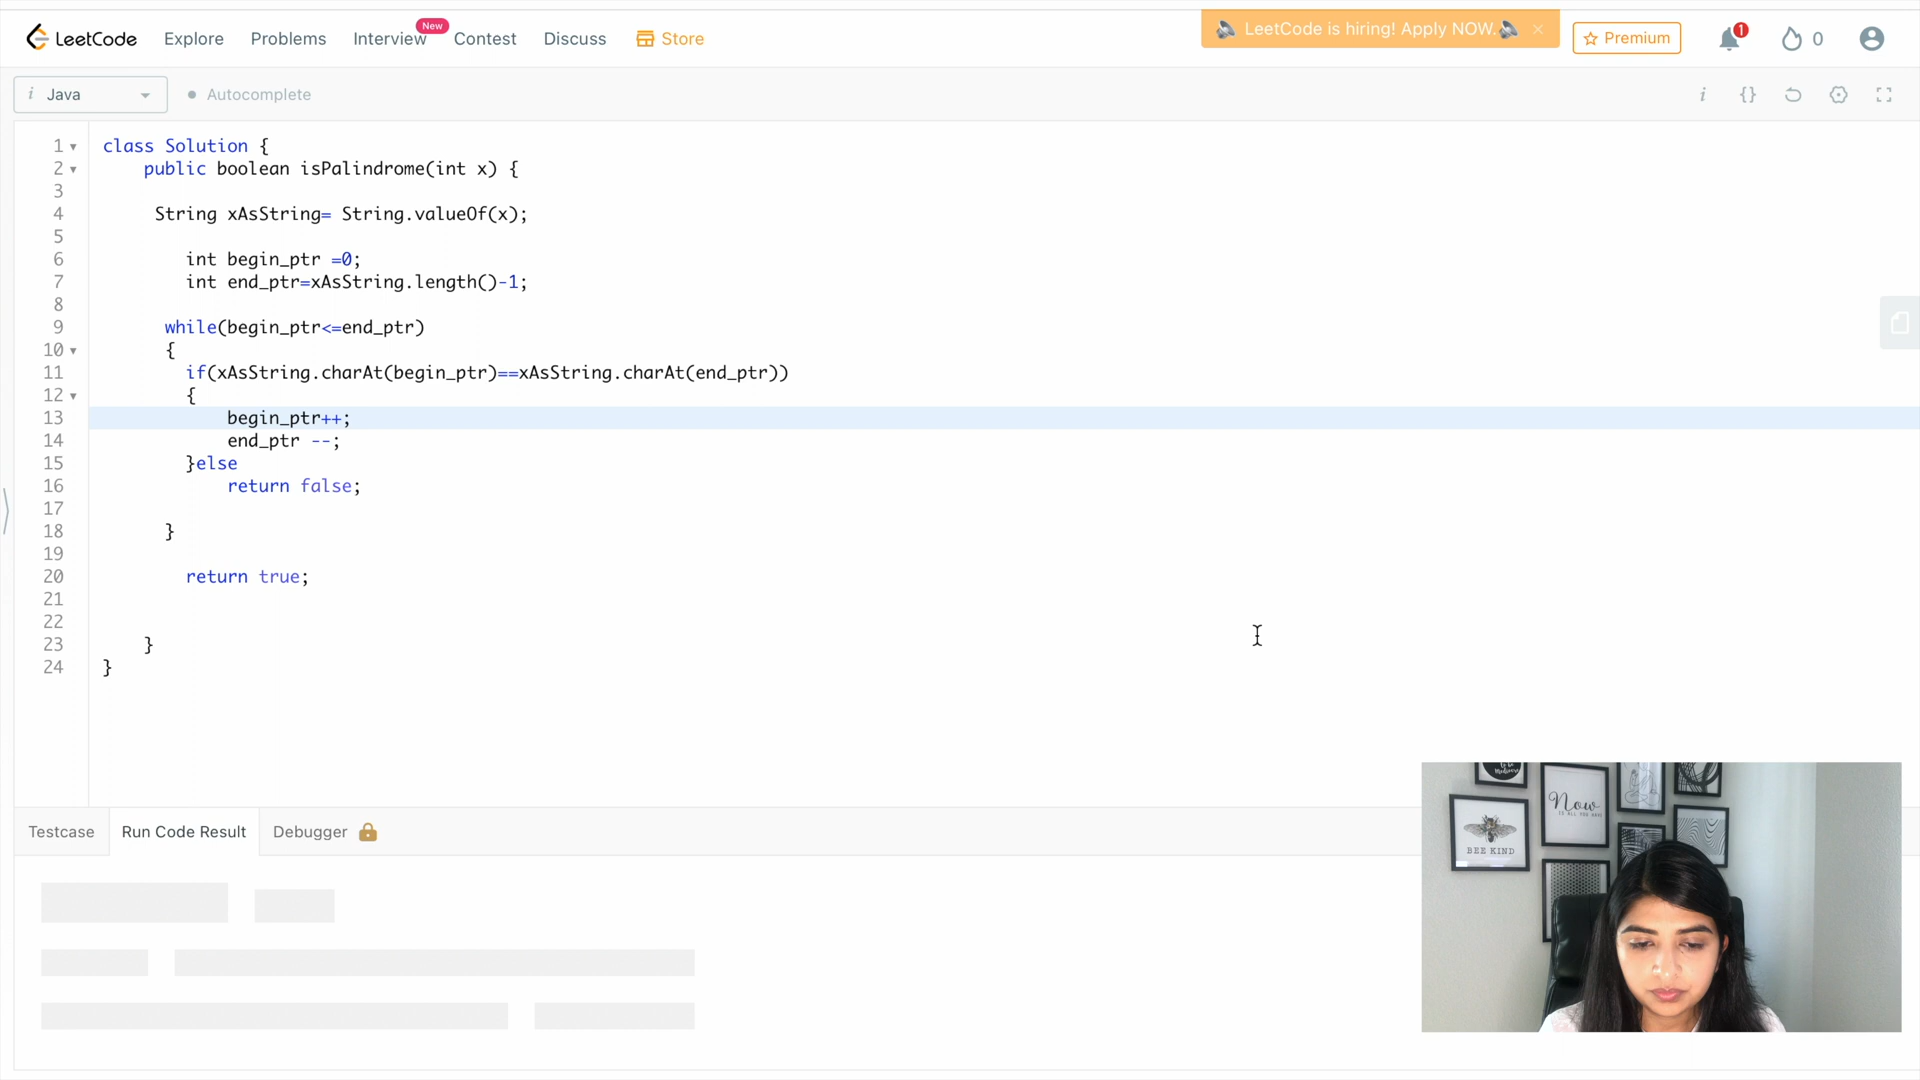 LeetCode Explore Problems Interview New Contest Discuss Store LeetCode is hiring! Apply NOW. × Premium 1 0
i Java Autocomplete i {}
1 class Solution {
2 public boolean isPalindrome(int x) {
3
4 String xAsString= String.valueOf(x);
5
6 int begin_ptr =0;
7 int end_ptr=xAsString.length()-1;
8
9 while(begin_ptr<=end_ptr)
10 {
11 if(xAsString.charAt(begin_ptr)==xAsString.charAt(end_ptr))
12 {
13 begin_ptr++;
14 end_ptr --;
15 }else
16 return false;
17
18 }
19
20 return true;
21
22
23 }
24 }
Testcase Run Code Result Debugger
Now
BEE KIND